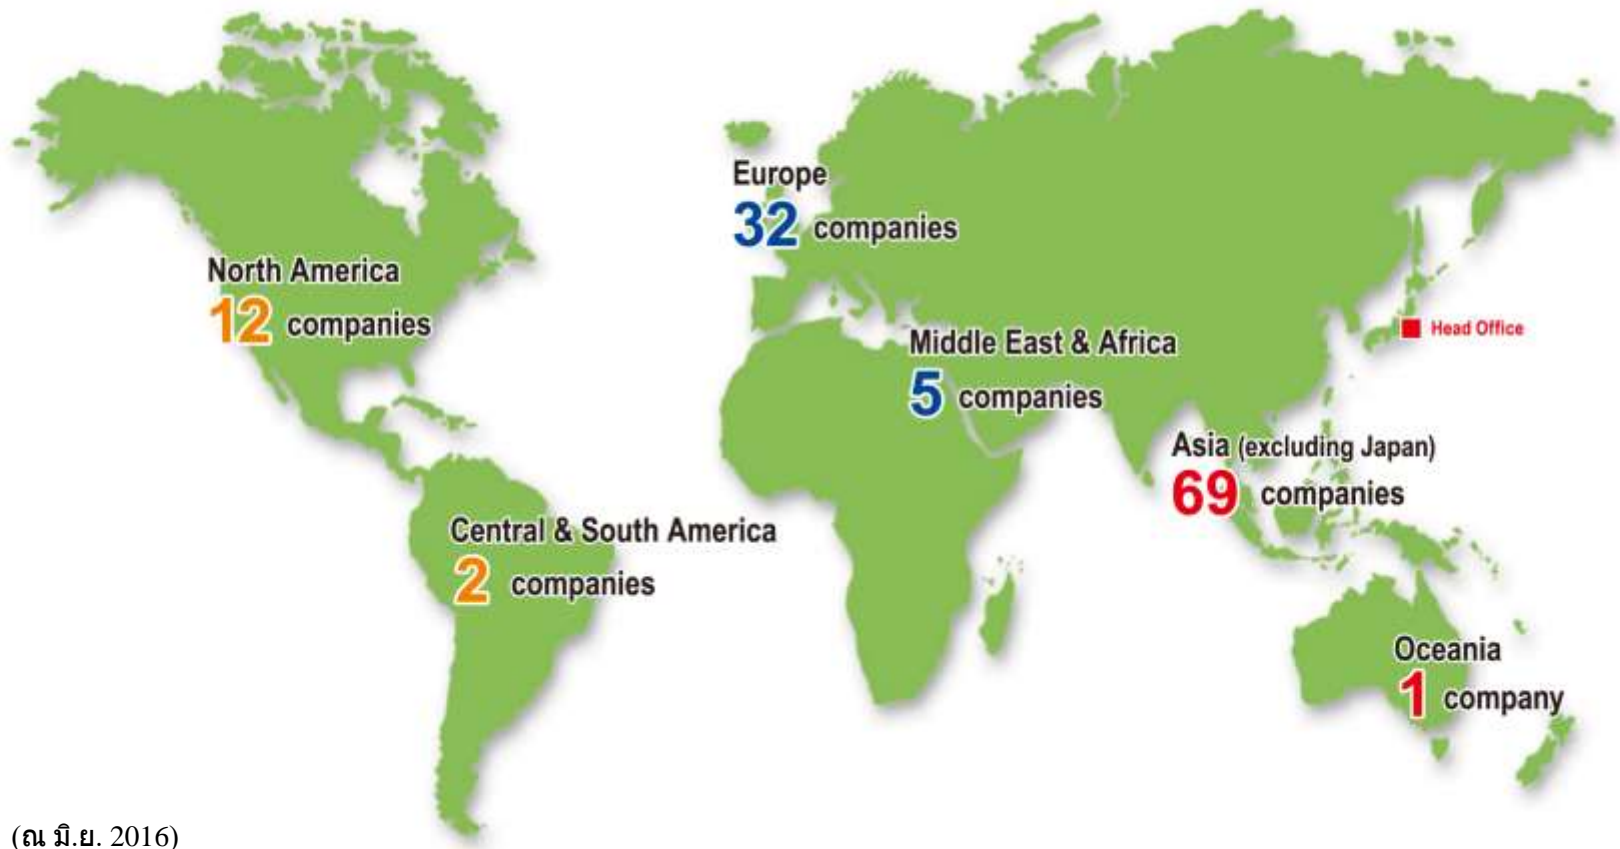 Europe
32 companies
North America
12 companies
Head Office
Middle East & Africa
5 companies
Asia (excluding Japan)
69 companies
Central & South America
2 companies
Oceania
1 company
(ณ มิ.ย. 2016)